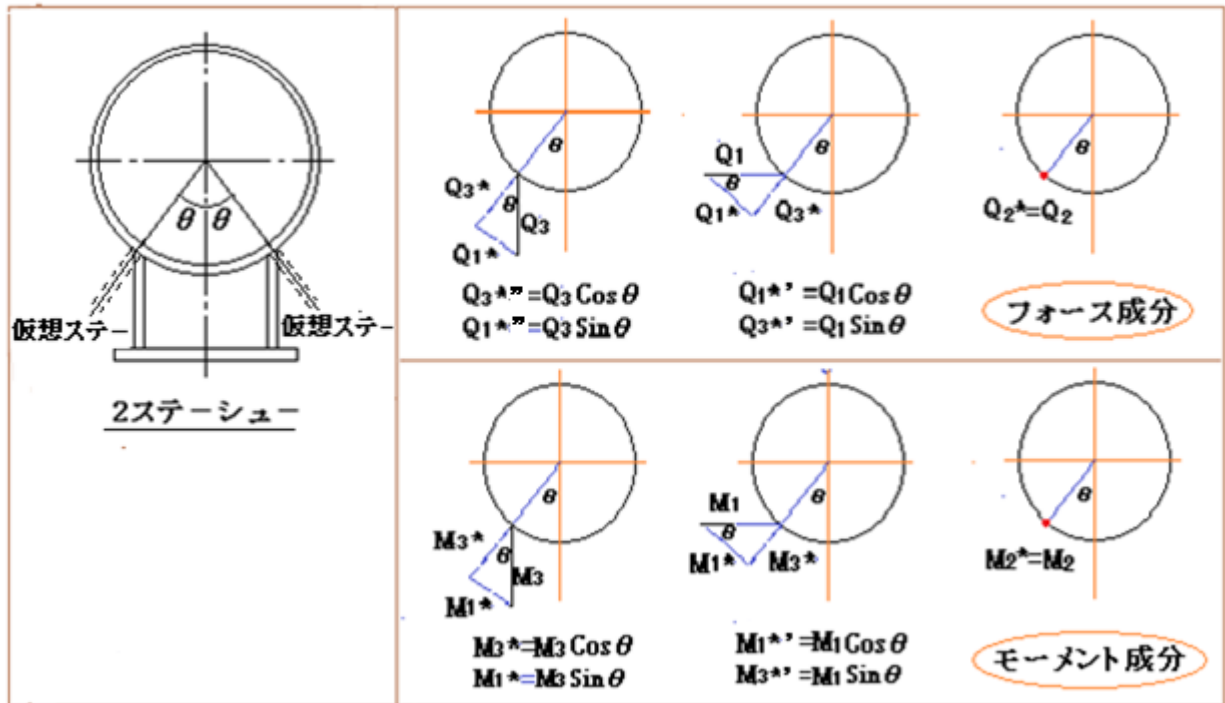 θ θ
仮想ステー 仮想ステー
2ステーシュー
θ
Q3*
θ
Q3
Q1*
Q3*”=Q3 Cos θ
Q1*”=Q3 Sin θ
θ
Q1
θ
Q1* Q3*
Q1*’=Q1 Cos θ
Q3*’=Q1 Sin θ
θ
Q2*=Q2
フォース成分
θ
M3*
θ
M3
M1*
M3*=M3 Cos θ
M1*=M3 Sin θ
θ
M1
θ
M1* M3*
M1*’=M1 Cos θ
M3*’=M1 Sin θ
θ
M2*=M2
モーメント成分